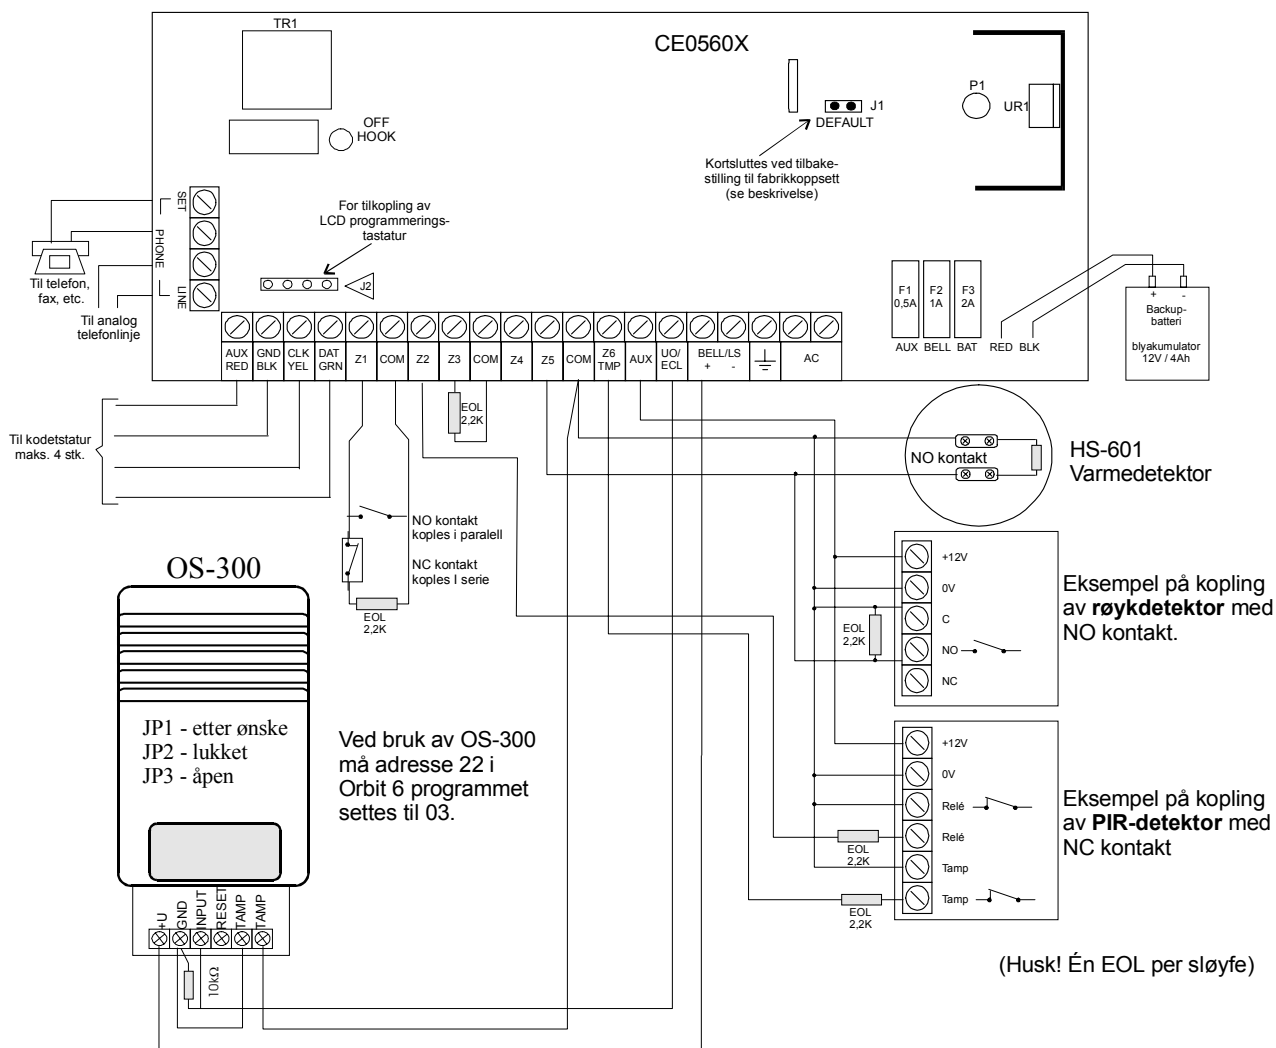 TR1
CE0560X
P1
UR1
J1
DEFAULT
OFF
HOOK
Kortsluttes ved tilbake-
stilling til fabrikkoppsett
(se beskrivelse)
For tilkopling av
LCD programmerings-
tastatur
J2
SET
PHONE
LINE
Til telefon,
fax, etc.
Til analog
telefonlinje
F1
0,5A
F2
1A
F3
2A
AUX
BELL
BAT
RED
BLK
+ -
Backup-
batteri
blyakumulator
12V / 4Ah
AUX
RED
GND
BLK
CLK
YEL
DAT
GRN
Z1
COM
Z2
Z3
COM
Z4
Z5
COM
Z6
TMP
AUX
UO/
ECL
BELL/LS
+ -
AC
EOL
2,2K
Til kodetstatur
maks. 4 stk.
NO kontakt
koples i paralell
NC kontakt
koples I serie
EOL
2,2K
NO kontakt
HS-601
Varmedetektor
+12V
0V
C
NO
NC
EOL
2,2K
Eksempel på kopling
av røykdetektor med
NO kontakt.
OS-300
JP1 - etter ønske
JP2 - lukket
JP3 - åpen
Ved bruk av OS-300
må adresse 22 i
Orbit 6 programmet
settes til 03.
+12V
0V
Relé
Relé
Tamp
Tamp
EOL
2,2K
EOL
2,2K
Eksempel på kopling
av PIR-detektor med
NC kontakt
+U
GND
INPUT
RESET
TAMP
TAMP
10kΩ
(Husk! Én EOL per sløyfe)